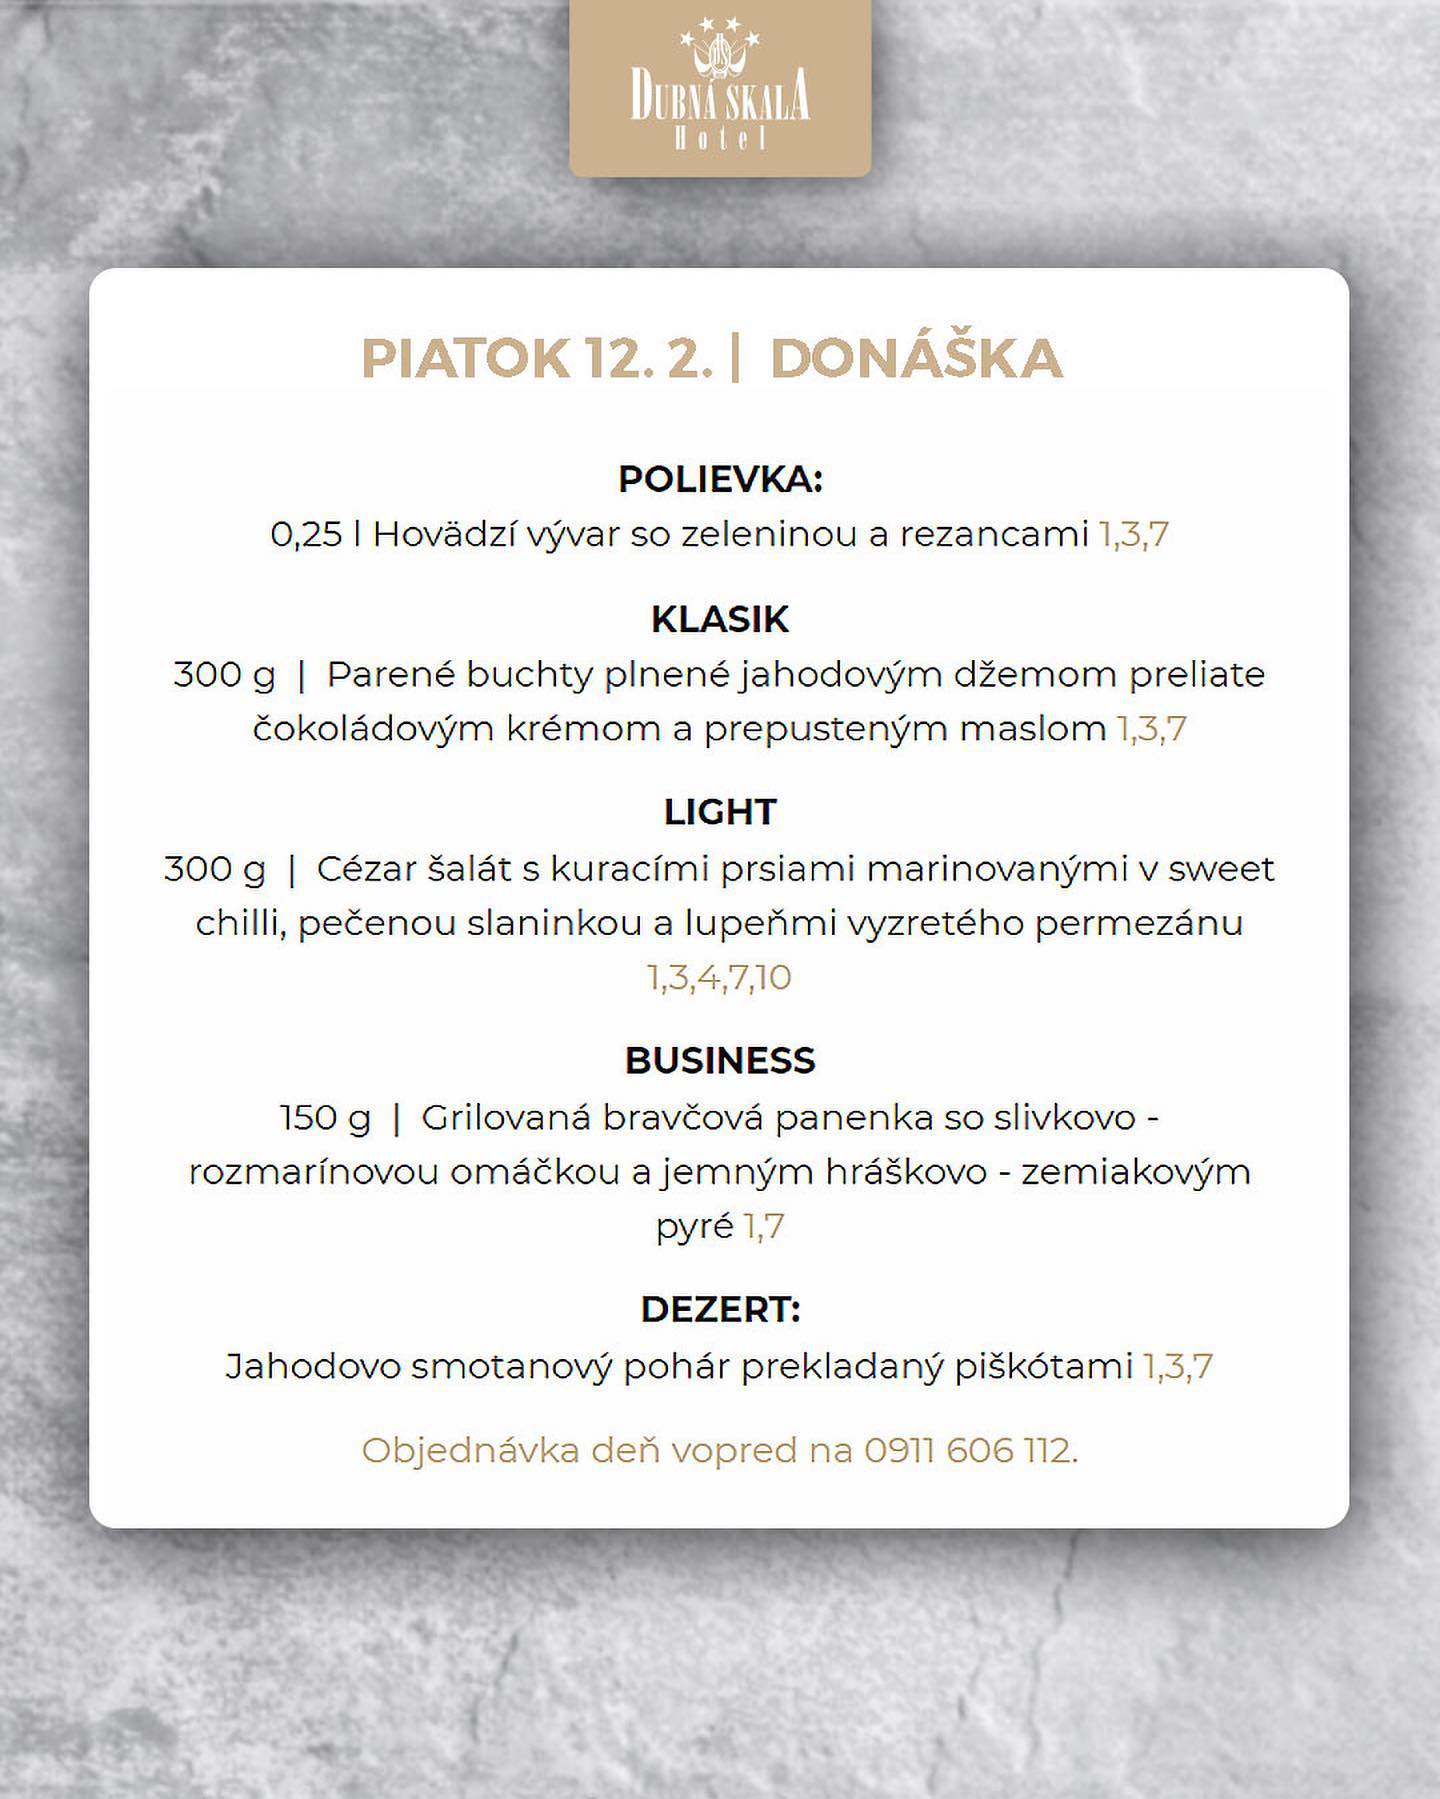 DUBNÁ SKALA
Hotel
PIATOK 12. 2. | DONÁŠKA
POLIEVKA:
0,25 l Hovädzí vývar so zeleninou a rezancami 1,3,7
KLASIK
300 g | Parené buchty plnené jahodovým džemom preliate
čokoládovým krémom a prepusteným maslom 1,3,7
LIGHT
300 g | Cézar šalát s kuracími prsiami marinovanými v sweet
chilli, pečenou slaninkou a lupeňmi vyzretého permezánu
1,3,4,7,10
BUSINESS
150 g | Grilovaná bravčová panenka so slivkovo -
rozmarínovou omáčkou a jemným hráškovo - zemiakovým
pyré 1,7
DEZERT:
Jahodovo smotanový pohár prekladaný piškótami 1,3,7
Objednávka deň vopred na 0911 606 112.